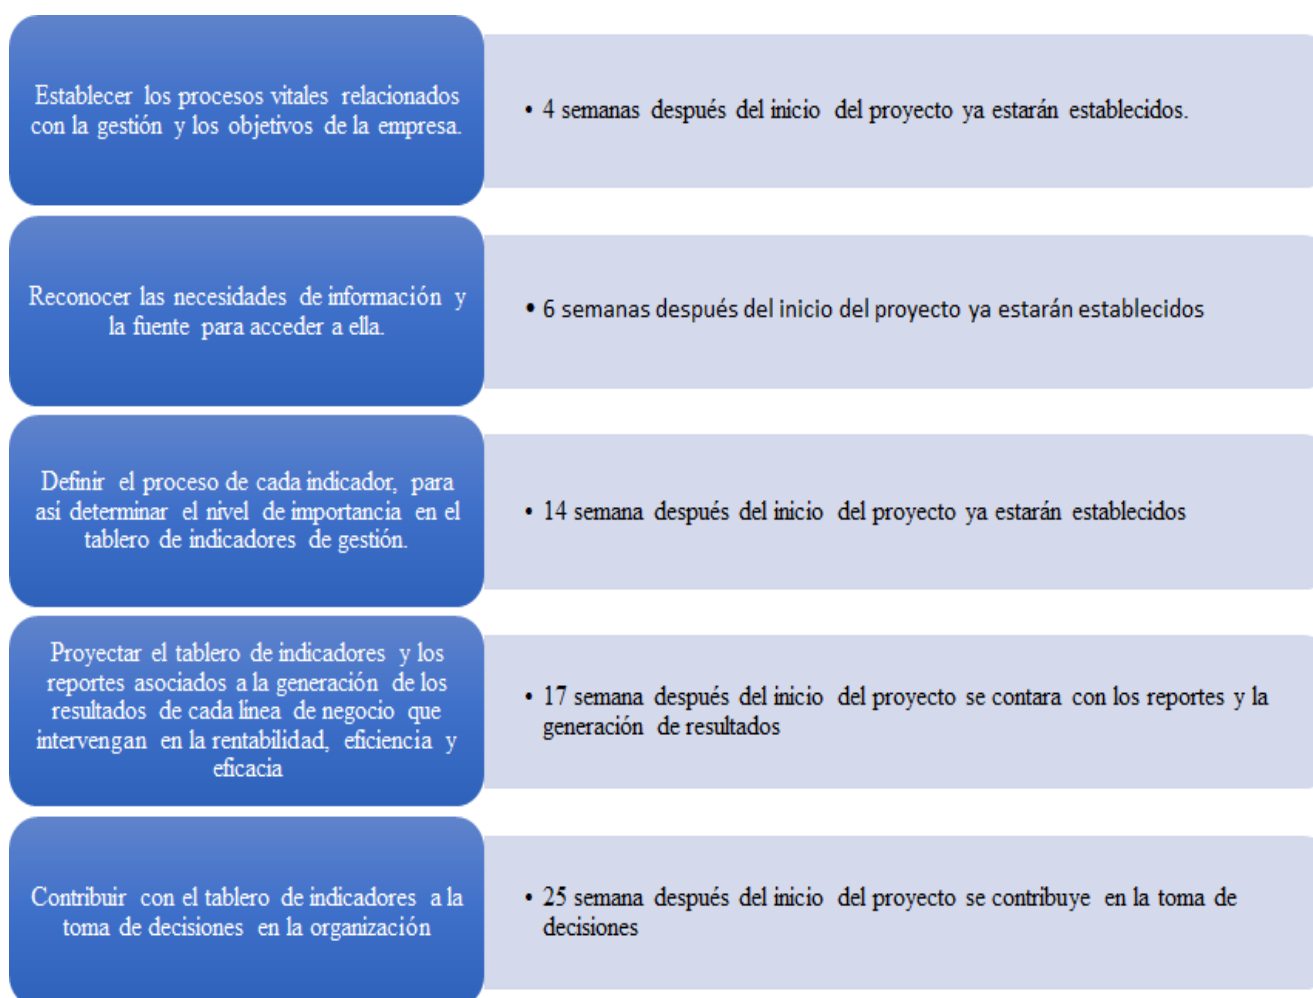 Establecer los procesos vitales relacionados
con la gestión y los objetivos de la empresa.
• 4 semanas después del inicio del proyecto ya estarán establecidos.
Reconocer las necesidades de información y
la fuente para acceder a ella.
• 6 semanas después del inicio del proyecto ya estarán establecidos
Definir el proceso de cada indicador, para
así determinar el nivel de importancia en el
tablero de indicadores de gestión.
• 14 semana después del inicio del proyecto ya estarán establecidos
Proyectar el tablero de indicadores y los
reportes asociados a la generación de los
resultados de cada línea de negocio que
intervengan en la rentabilidad, eficiencia y
eficacia
• 17 semana después del inicio del proyecto se contara con los reportes y la
generación de resultados
Contribuir con el tablero de indicadores a la
toma de decisiones en la organización
• 25 semana después del inicio del proyecto se contribuye en la toma de
decisiones